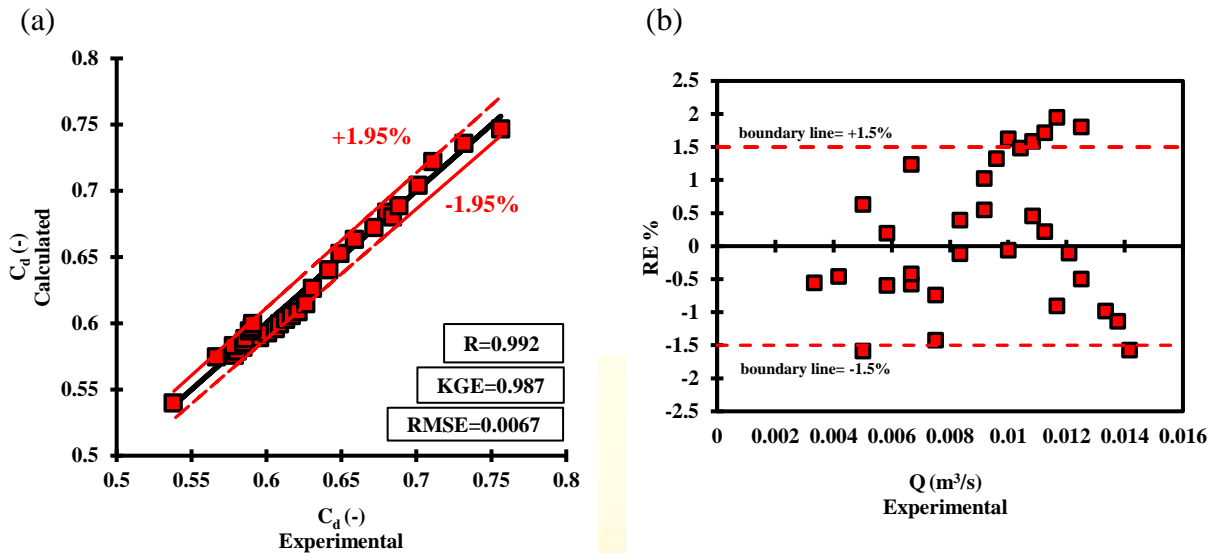 (a)
0.8
0.75
0.7
0.65
0.6
0.55
0.5
C_d (-)
Calculated
+1.95%
-1.95%
R=0.992
KGE=0.987
RMSE=0.0067
0.5 0.55 0.6 0.65 0.7 0.75 0.8
C_d (-)
Experimental
(b)
2.5
2
1.5
1
0.5
0
-0.5
-1
-1.5
-2
-2.5
RE %
boundary line= +1.5%
boundary line= -1.5%
0 0.002 0.004 0.006 0.008 0.01 0.012 0.014 0.016
Q (m³/s)
Experimental